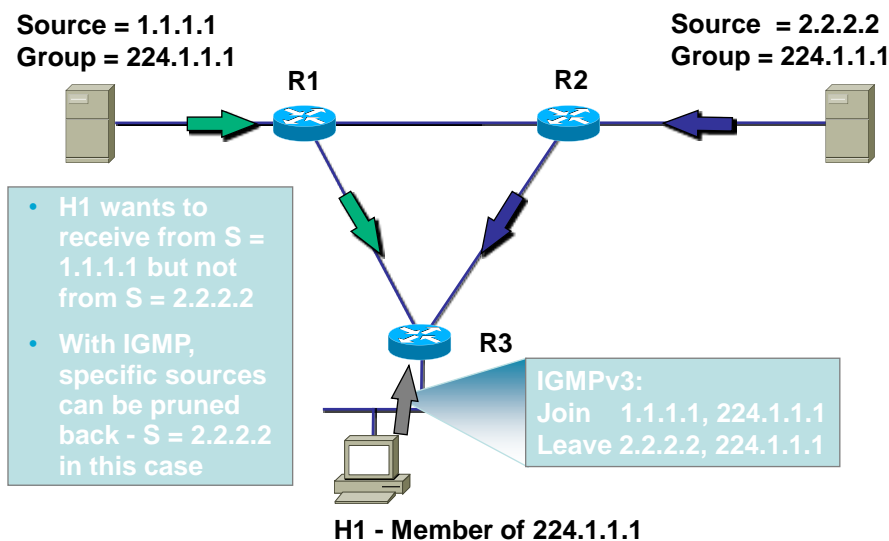 Source = 1.1.1.1
Group = 224.1.1.1
Source = 2.2.2.2
Group = 224.1.1.1
R1
R2
• H1 wants to
receive from S =
1.1.1.1 but not
from S = 2.2.2.2
• With IGMP,
specific sources
can be pruned
back - S = 2.2.2.2
in this case
R3
IGMPv3:
Join 1.1.1.1, 224.1.1.1
Leave 2.2.2.2, 224.1.1.1
H1 - Member of 224.1.1.1